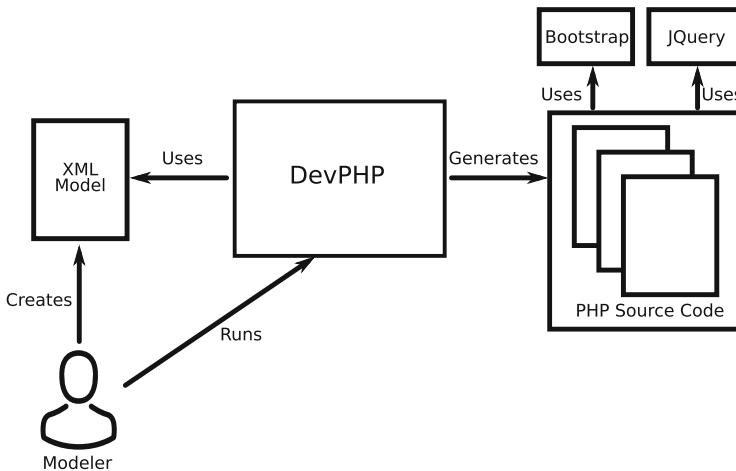 Bootstrap
JQuery
Uses
Uses
XML
Model
Uses
DevPHP
Generates
PHP Source Code
Creates
Runs
Modeler